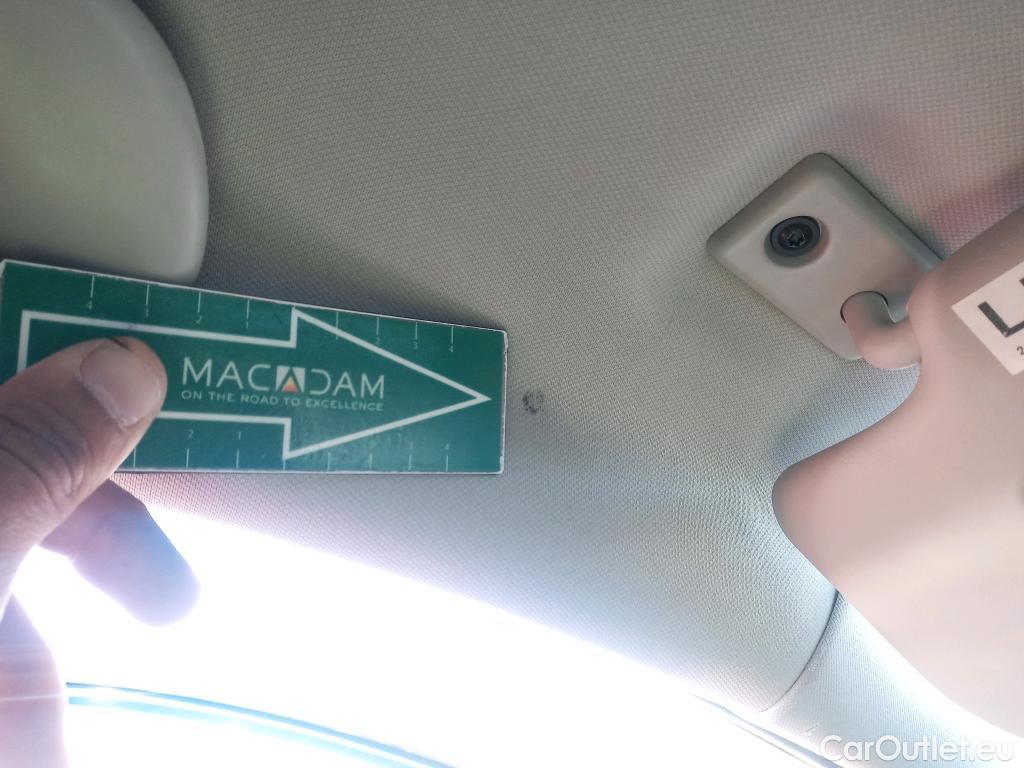 4 3 2 1 1 2 3 4
MACADAM
ON THE ROAD TO EXCELLENCE
2 1 1 2 3 4
CarOutlet.eu